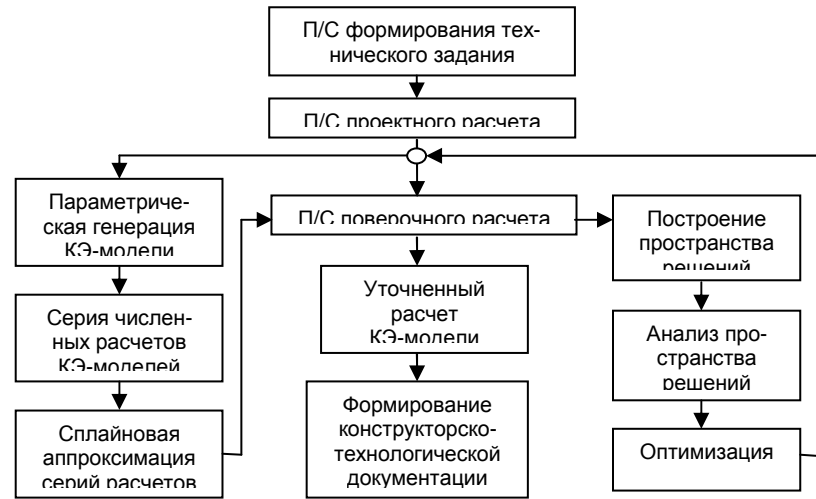 П/С формирования тех-
нического задания
П/С проектного расчета
Параметриче-
ская генерация
КЭ-модели
П/С поверочного расчета
Построение
пространства
решений
Серия числен-
ных расчетов
КЭ-моделей
Уточненный
расчет
КЭ-модели
Анализ про-
странства
решений
Сплайновая
аппроксимация
серий расчетов
Формирование
конструкторско-
технологической
документации
Оптимизация